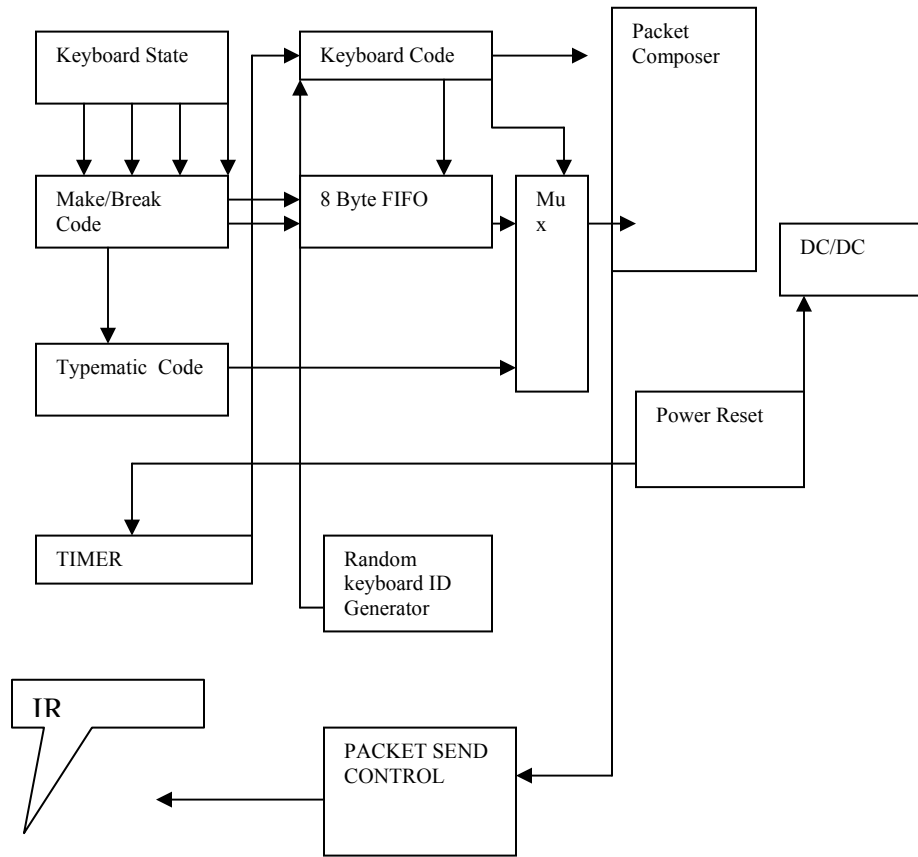 Keyboard State
Keyboard Code
Packet
Composer
Make/Break
Code
8 Byte FIFO
Mu
x
DC/DC
Typematic Code
Power Reset
TIMER
Random
keyboard ID
Generator
IR
PACKET SEND
CONTROL